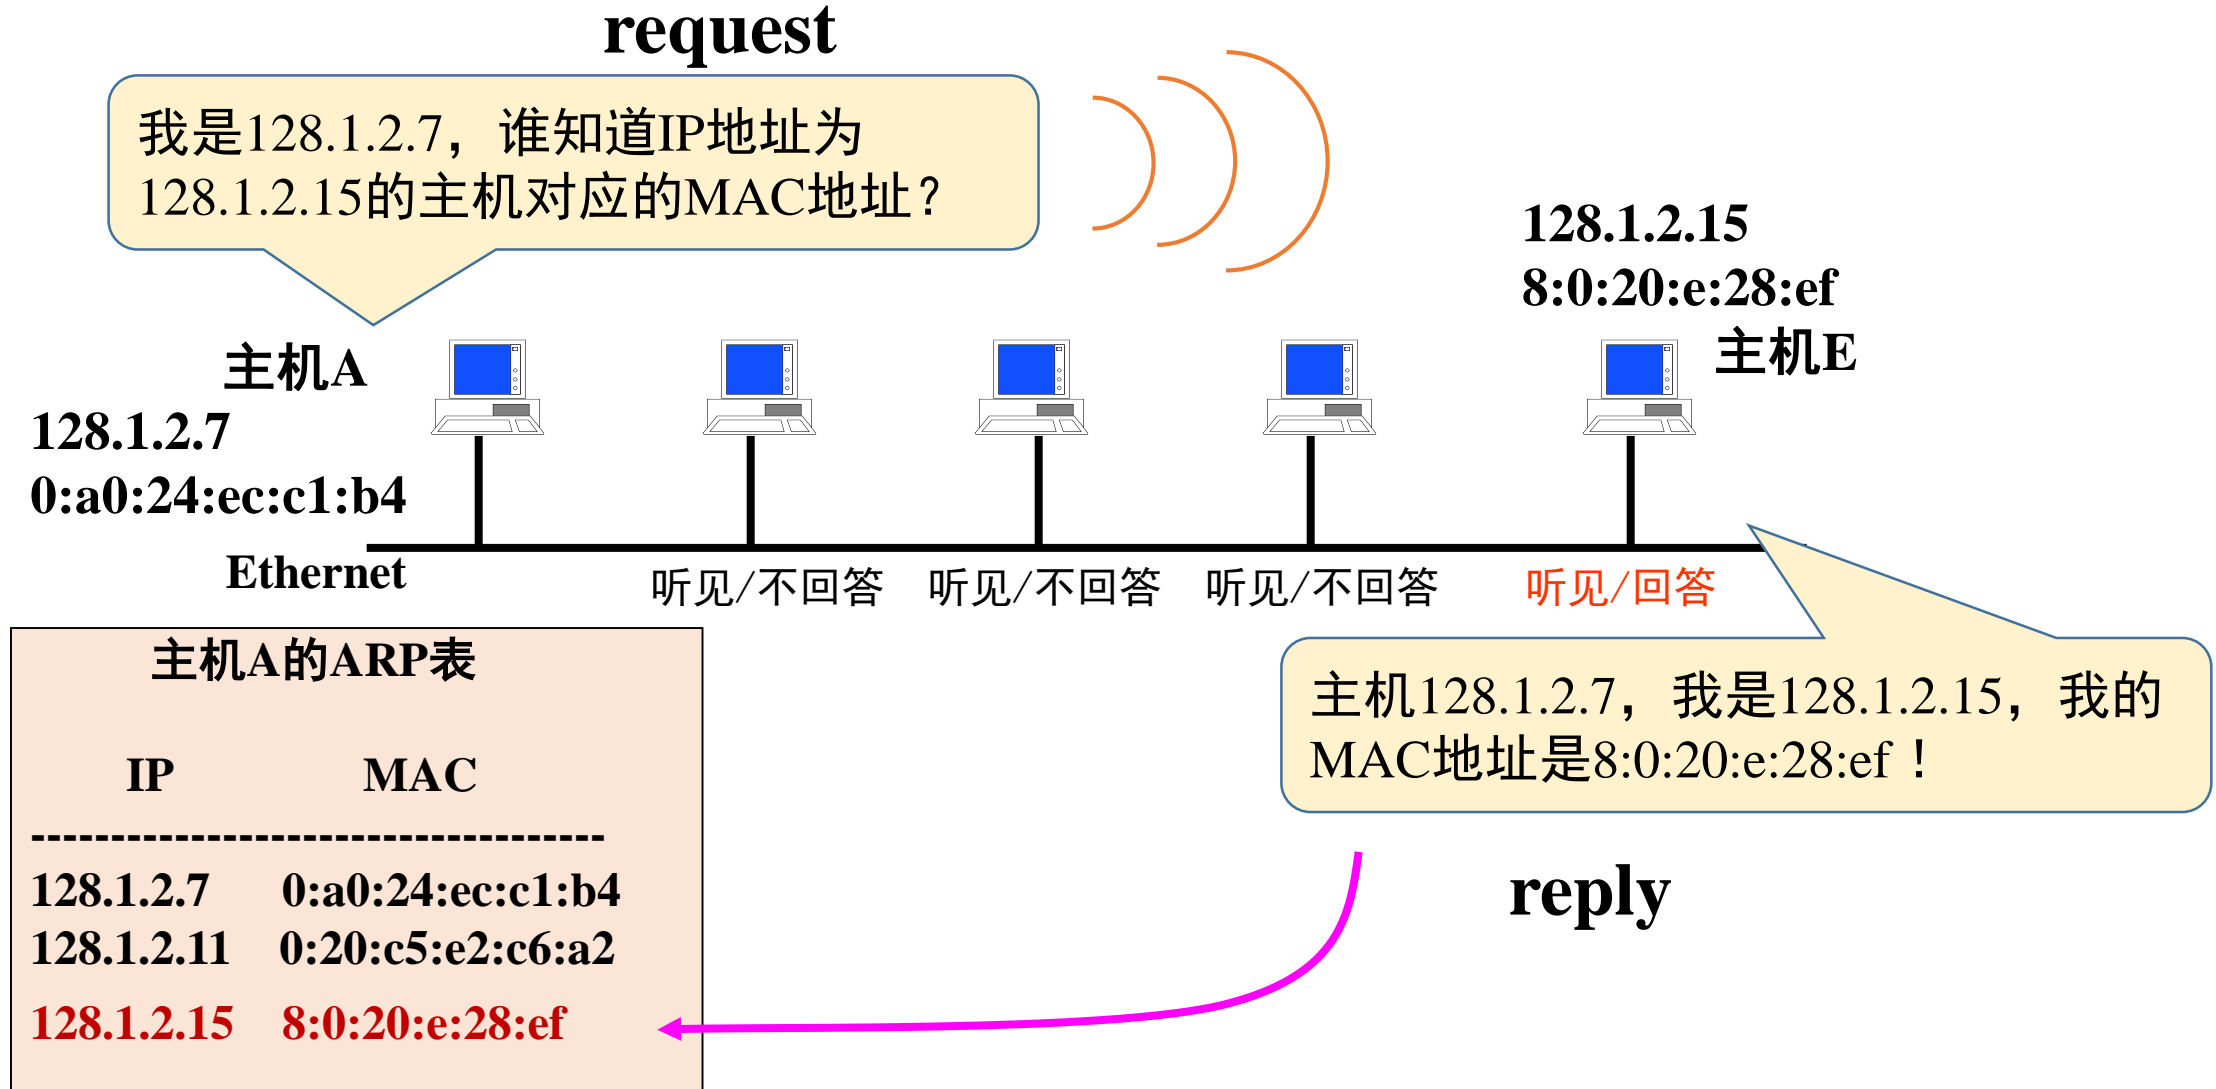 request
我是128.1.2.7，谁知道IP地址为
128.1.2.15的主机对应的MAC地址？
128.1.2.15
8:0:20:e:28:ef
主机E
主机A
128.1.2.7
0:a0:24:ec:c1:b4
Ethernet
听见/不回答 听见/不回答 听见/不回答 听见/回答
主机A的ARP表
IP MAC
------------------------------------
128.1.2.7 0:a0:24:ec:c1:b4
128.1.2.11 0:20:c5:e2:c6:a2
128.1.2.15 8:0:20:e:28:ef
主机128.1.2.7，我是128.1.2.15，我的
MAC地址是8:0:20:e:28:ef！
reply